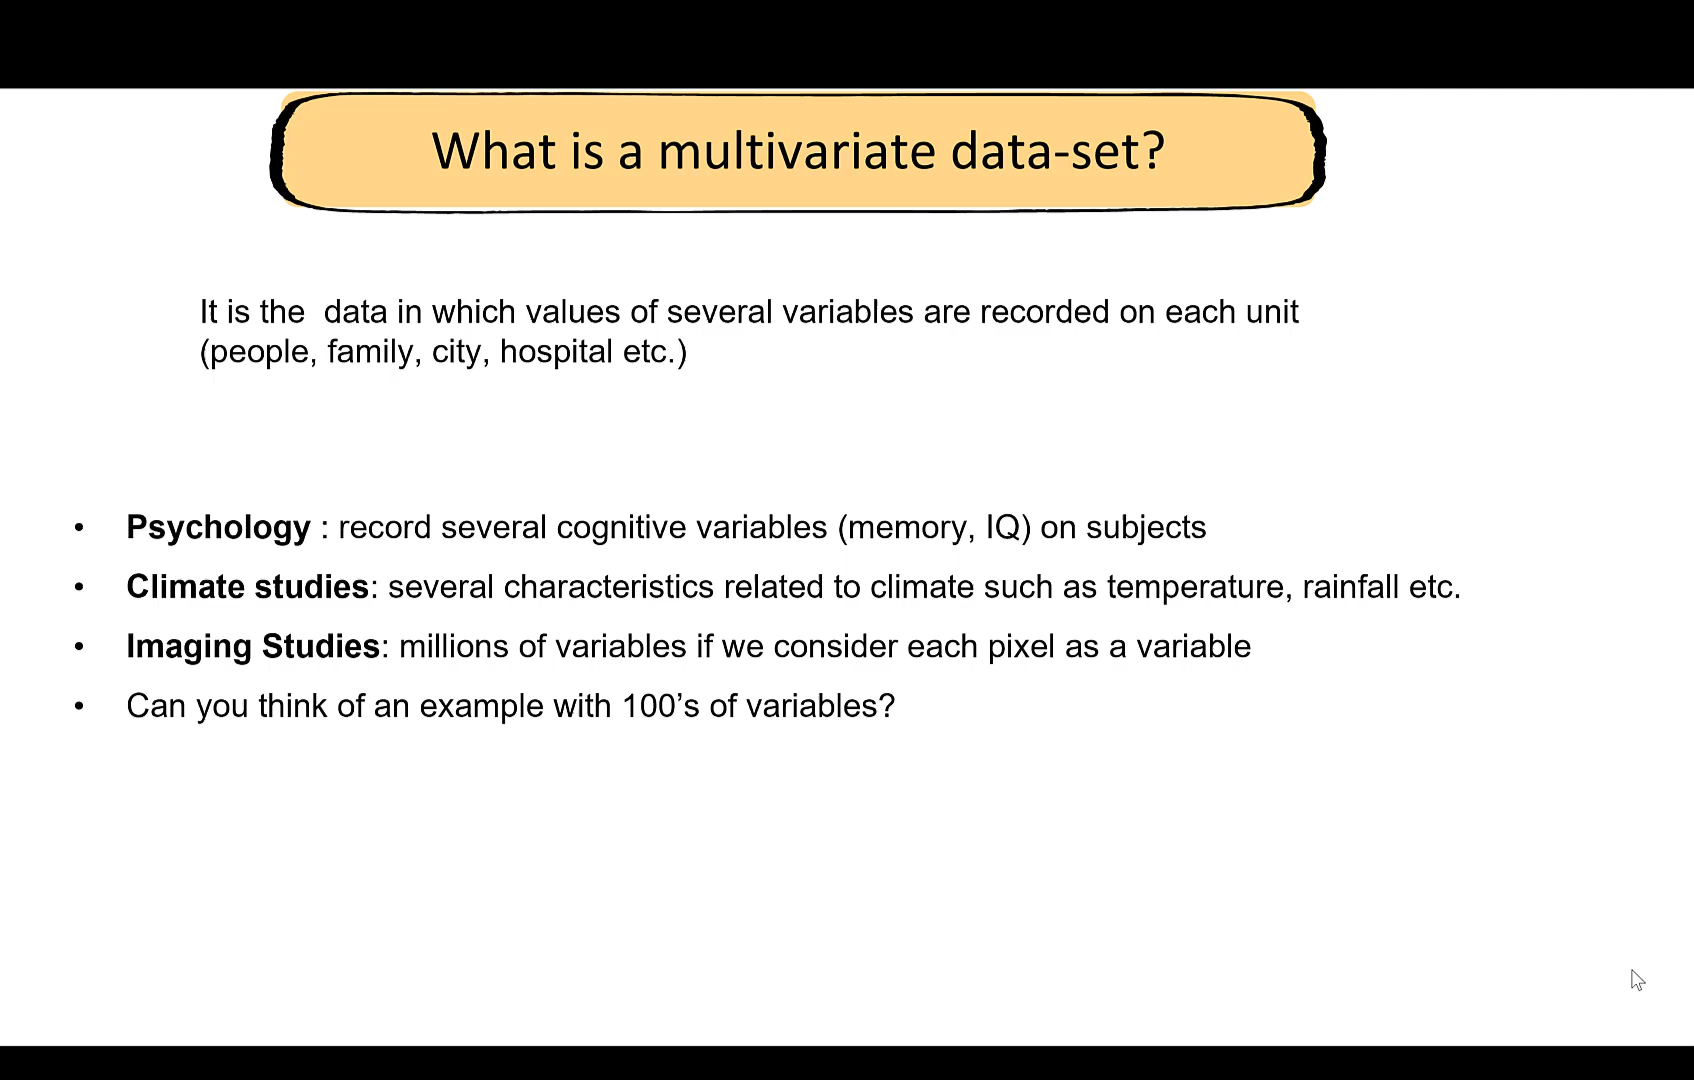 What is a multivariate data-set?
It is the  data in which values of several variables are recorded on each unit
(people, family, city, hospital etc.)
• Psychology : record several cognitive variables (memory, IQ) on subjects
• Climate studies: several characteristics related to climate such as temperature, rainfall etc.
• Imaging Studies: millions of variables if we consider each pixel as a variable
• Can you think of an example with 100’s of variables?